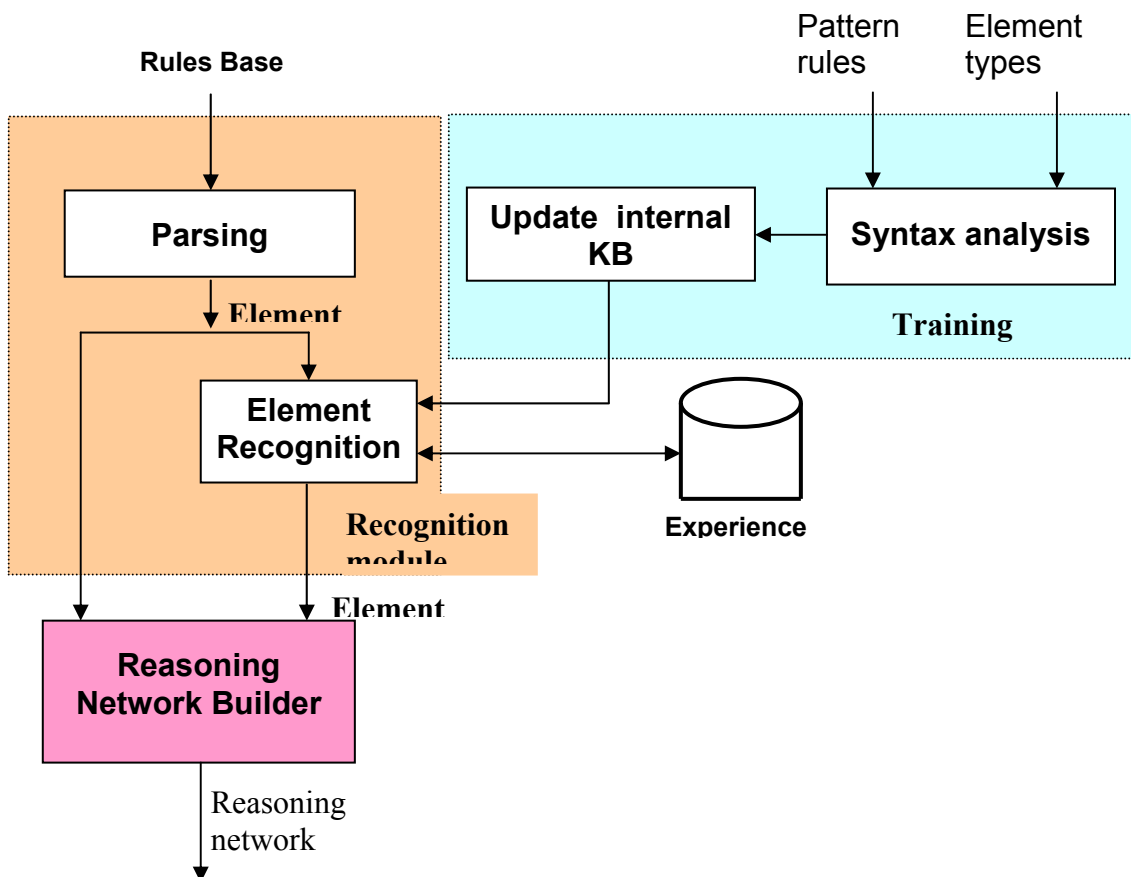 Pattern
rules
Element
types
Rules Base
Parsing
Update internal
KB
Syntax analysis
Element
Training
Element
Recognition
Recognition
module
Experience
Element
Reasoning
Network Builder
Reasoning
network